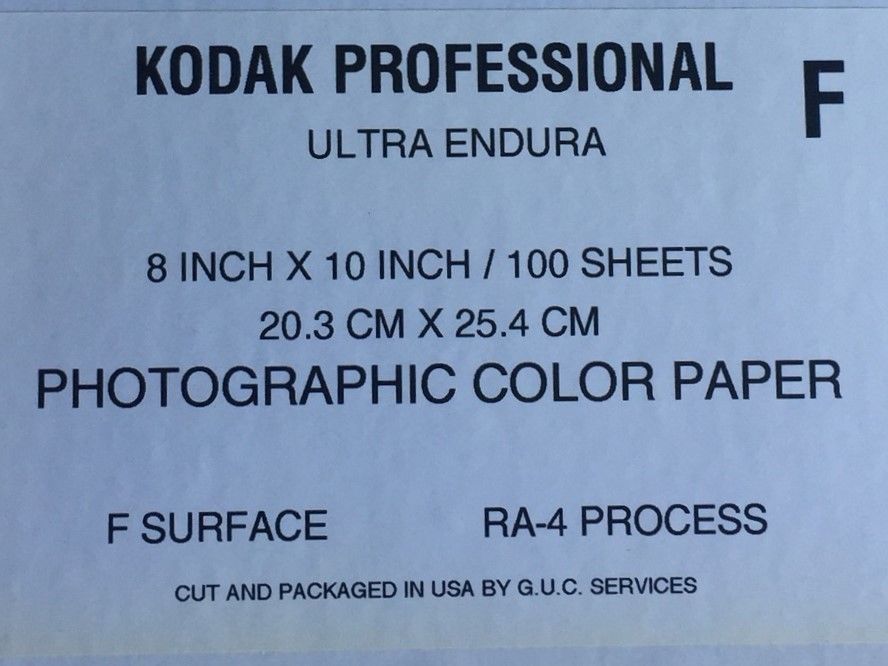 KODAK PROFESSIONAL F
ULTRA ENDURA
8 INCH X 10 INCH / 100 SHEETS
20.3 CM X 25.4 CM
PHOTOGRAPHIC COLOR PAPER
F SURFACE RA-4 PROCESS
CUT AND PACKAGED IN USA BY G.U.C. SERVICES